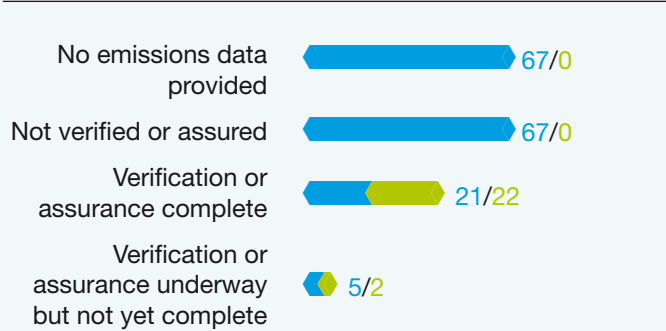 No emissions data
provided
67/0
Not verified or assured
67/0
Verification or
assurance complete
21/22
Verification or
assurance underway
but not yet complete
5/2